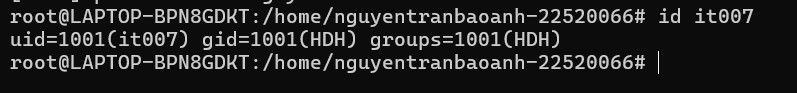 root@LAPTOP-BPN8GDKT:/home/nguyentranbaoanh-22520066# id it007
uid=1001(it007) gid=1001(HDH) groups=1001(HDH)
root@LAPTOP-BPN8GDKT:/home/nguyentranbaoanh-22520066#